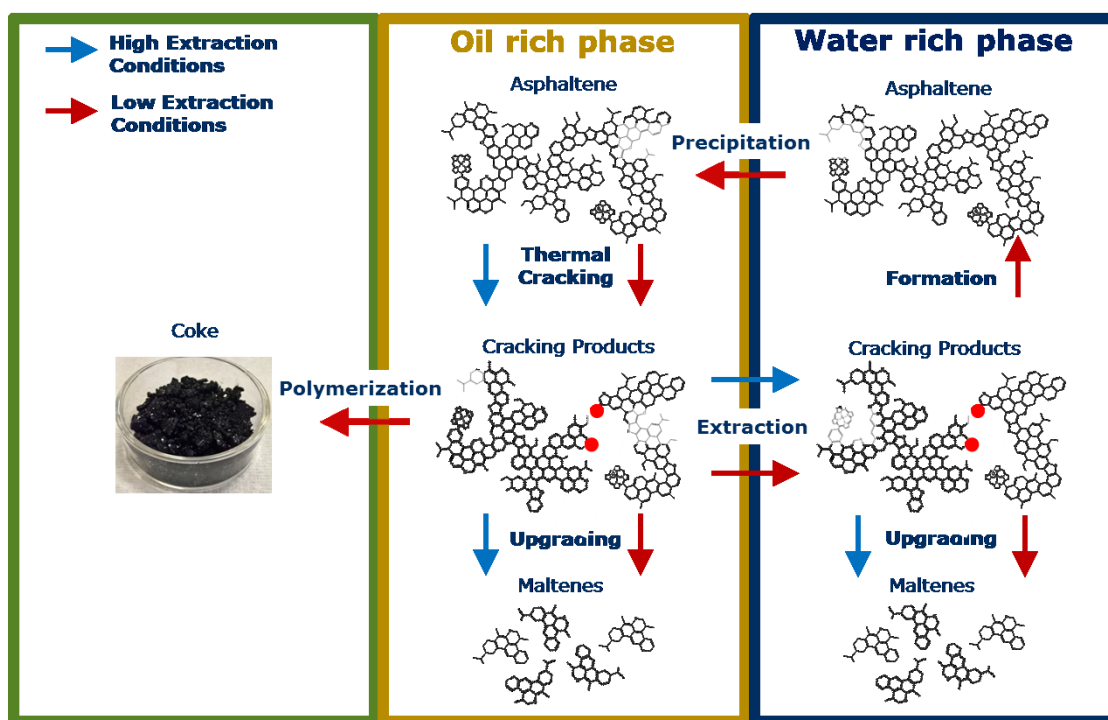 High Extraction
Conditions
Low Extraction
Conditions
Coke
Polymerization
Oil rich phase
Asphaltene
Precipitation
Thermal
Cracking
Cracking Products
Extraction
Upgrading
Maltenes
Water rich phase
Asphaltene
Formation
Cracking Products
Upgrading
Maltenes